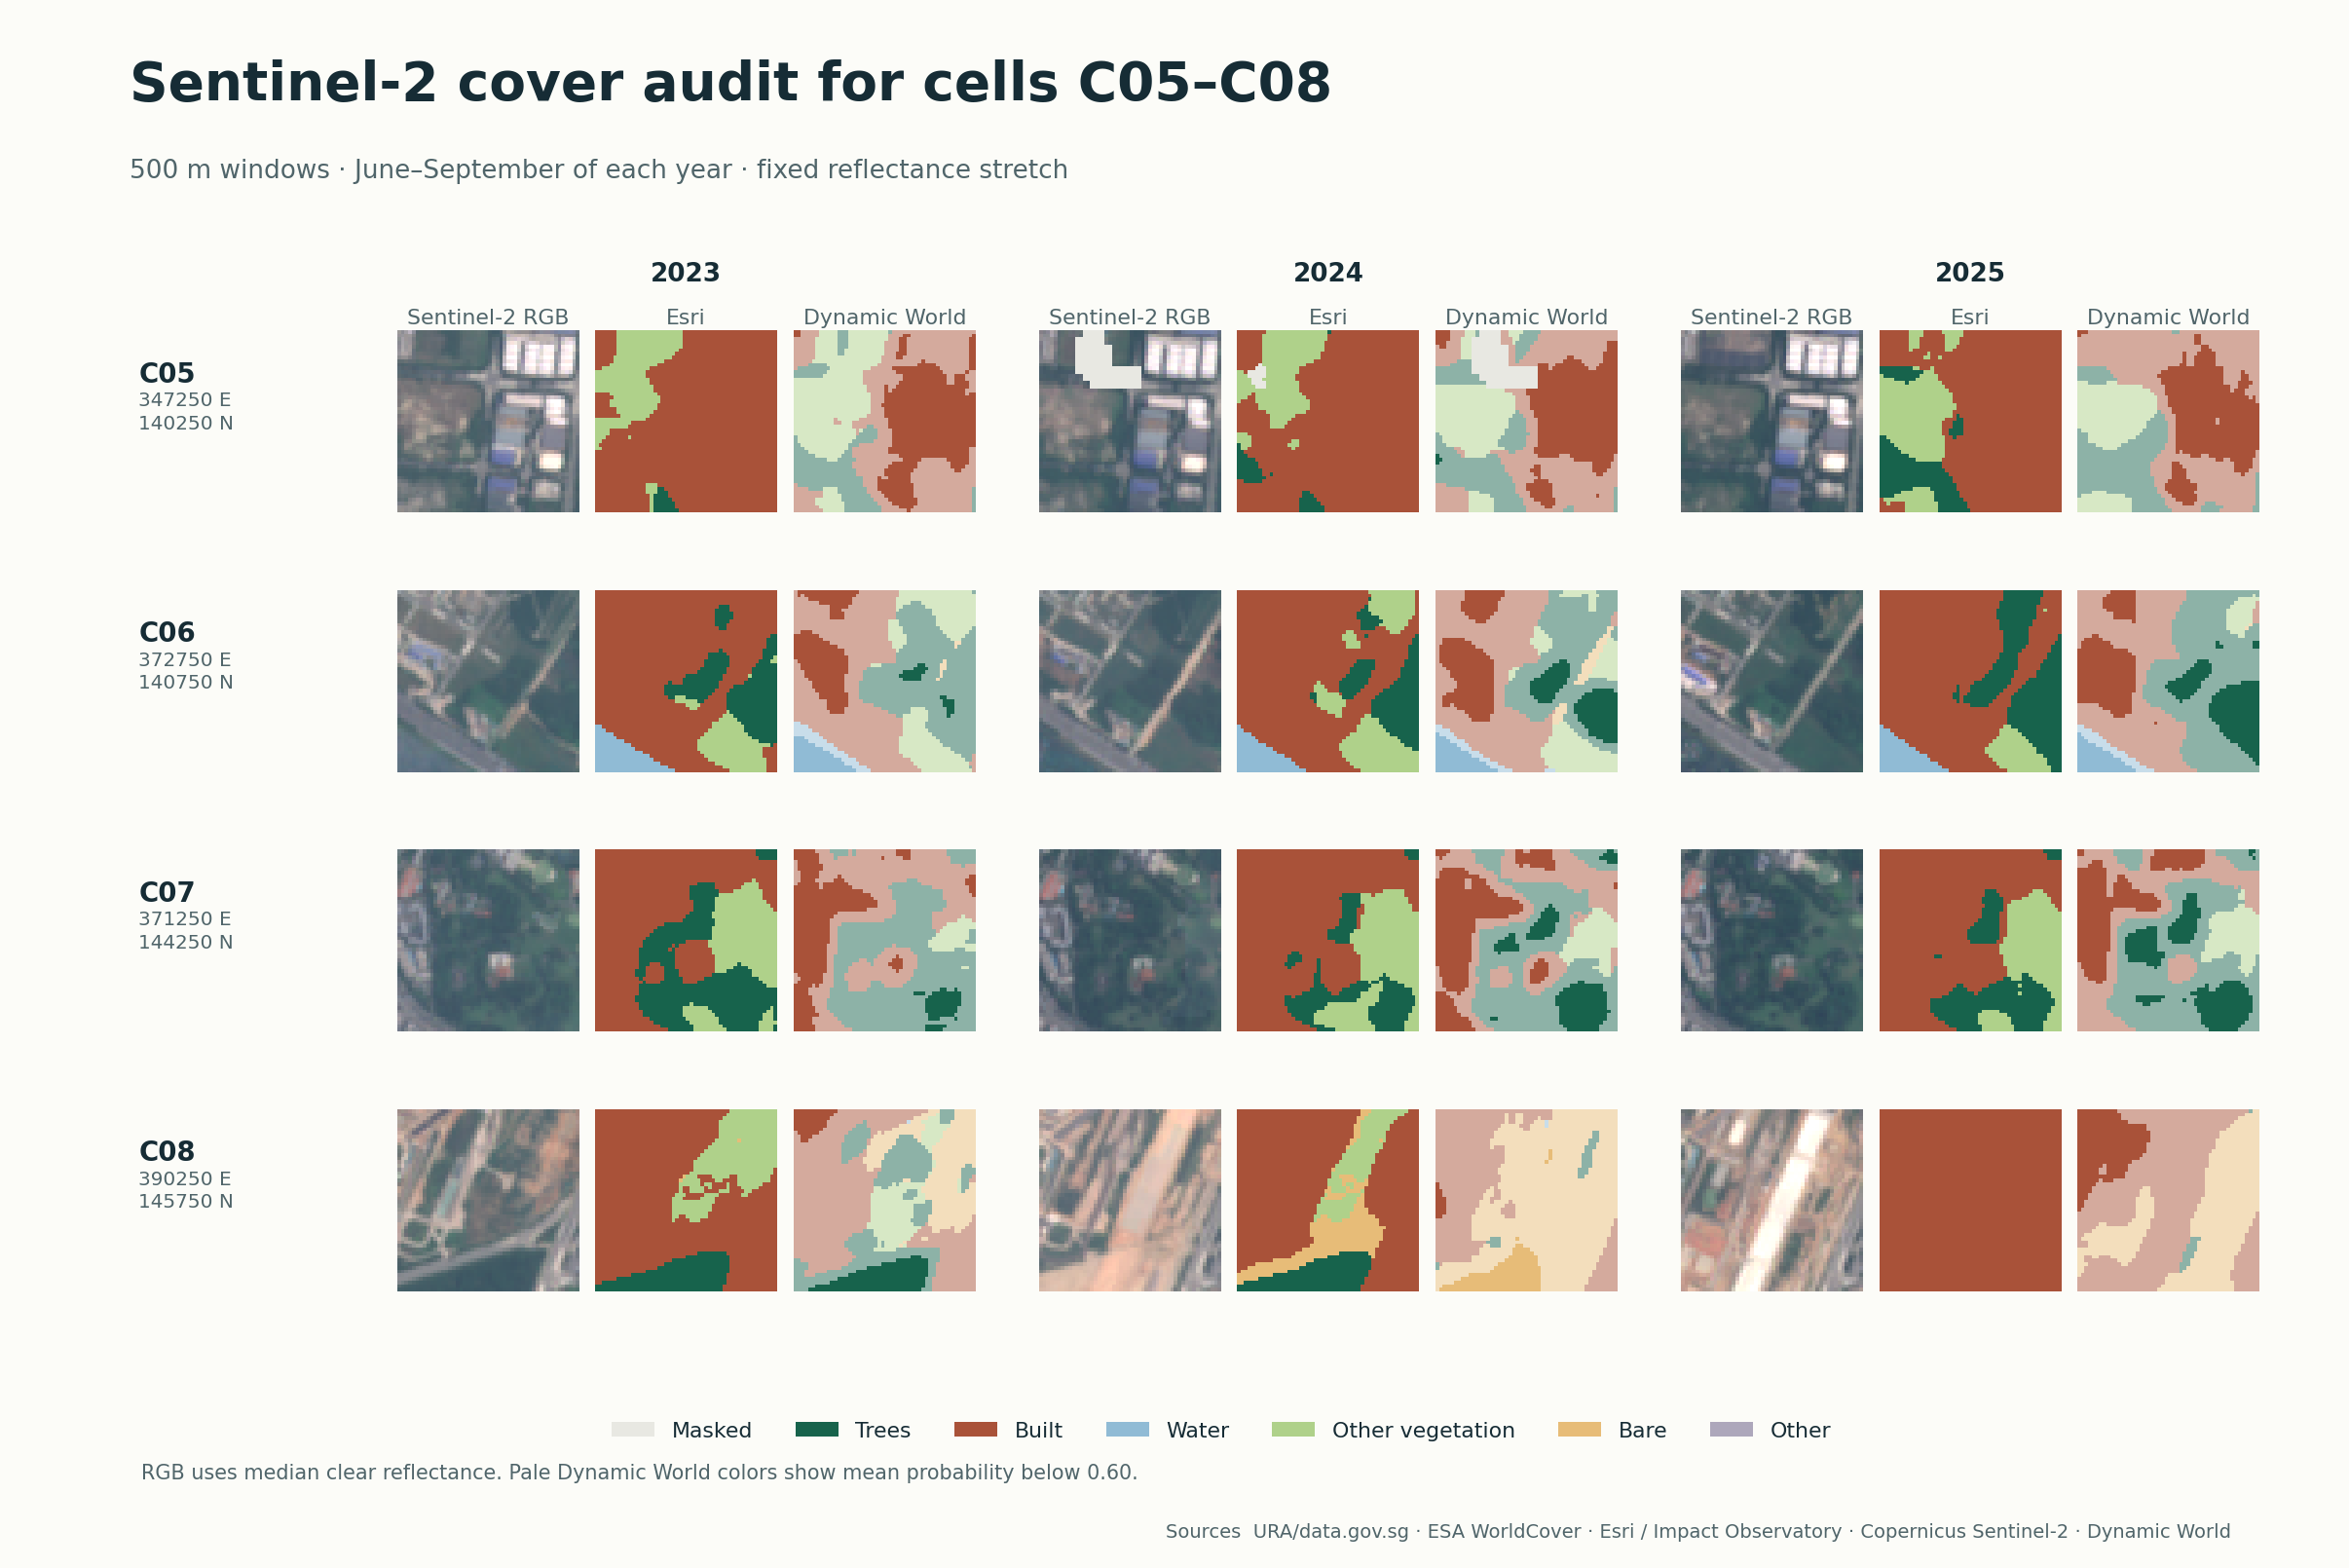 Sentinel-2 cover audit for cells C05–C08
500 m windows · June–September of each year · fixed reflectance stretch
2023 2024 2025
Sentinel-2 RGB Esri Dynamic World Sentinel-2 RGB Esri Dynamic World Sentinel-2 RGB Esri Dynamic World
C05
347250 E
140250 N
C06
372750 E
140750 N
C07
371250 E
144250 N
C08
390250 E
145750 N
Masked Trees Built Water Other vegetation Bare Other
RGB uses median clear reflectance. Pale Dynamic World colors show mean probability below 0.60.
Sources  URA/data.gov.sg · ESA WorldCover · Esri / Impact Observatory · Copernicus Sentinel-2 · Dynamic World